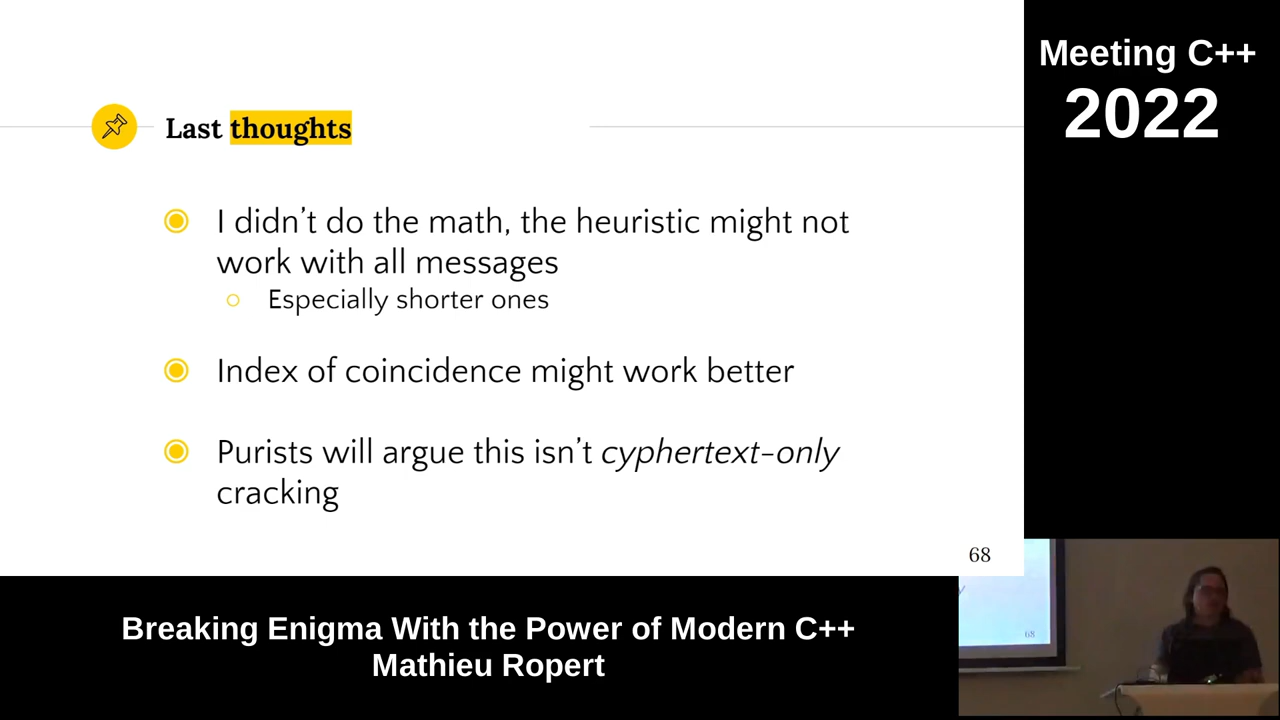 Last thoughts
I didn't do the math, the heuristic might not
work with all messages
Especially shorter ones
Index of coincidence might work better
Purists will argue this isn't cyphertext-only
cracking
68
Meeting C++
2022
68
Breaking Enigma With the Power of Modern C++
Mathieu Ropert